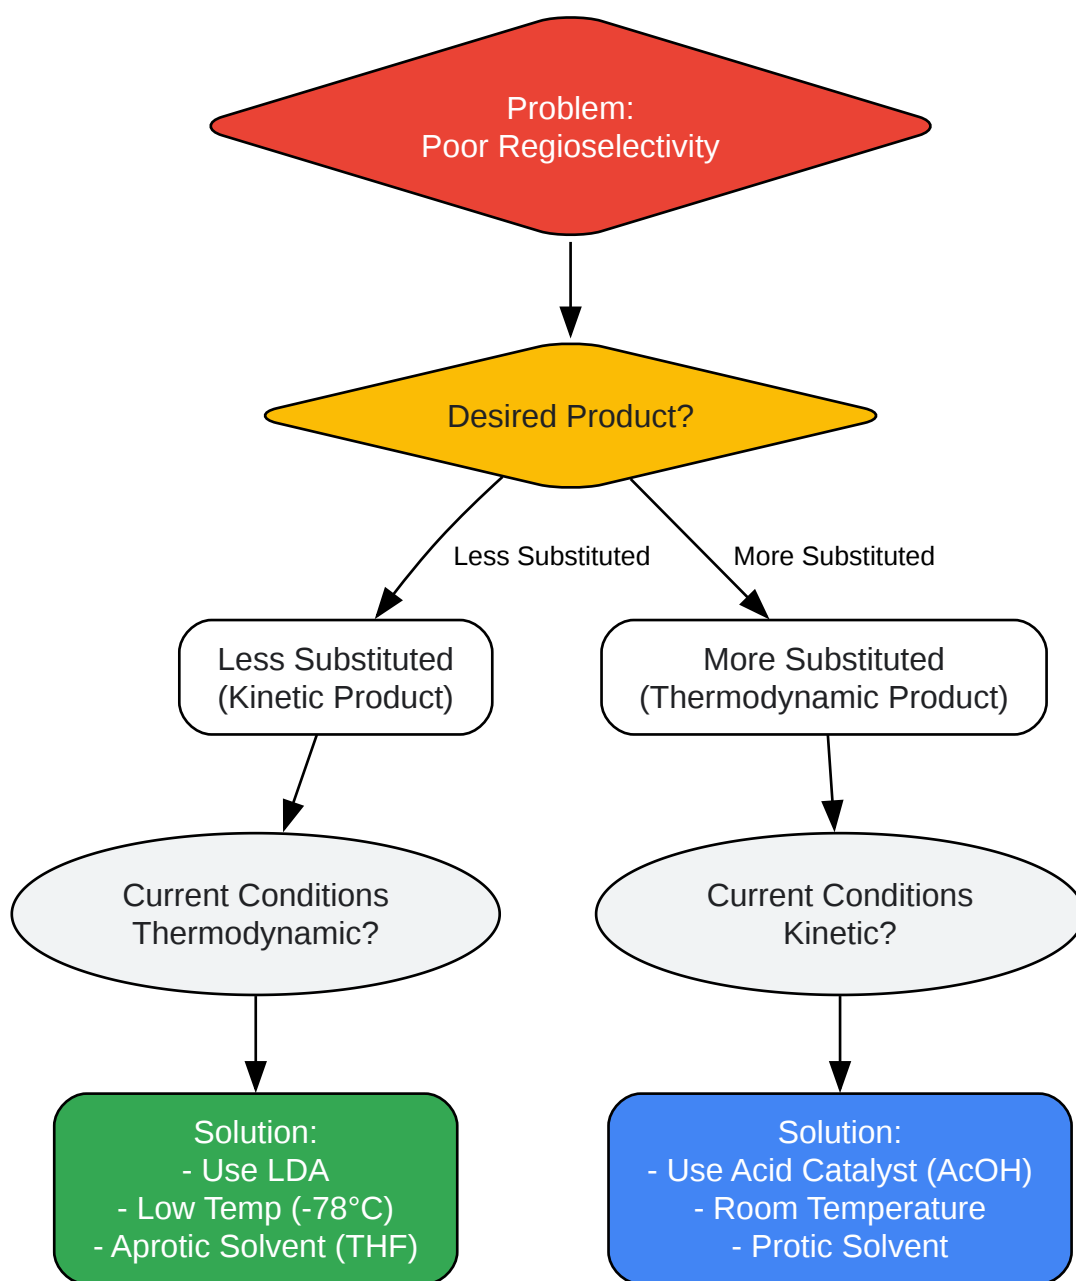 Problem:
Poor Regioselectivity
Desired Product?
Less Substituted
More Substituted
Less Substituted
(Kinetic Product)
More Substituted
(Thermodynamic Product)
Current Conditions
Thermodynamic?
Current Conditions
Kinetic?
Solution:
- Use LDA
- Low Temp (-78°C)
- Aprotic Solvent (THF)
Solution:
- Use Acid Catalyst (AcOH)
- Room Temperature
- Protic Solvent